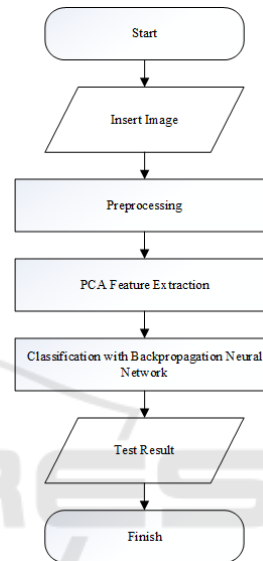 Start
Insert Image
Preprocessing
PCA Feature Extraction
Classification with Backpropagation Neural
Network
Test Result
Finish